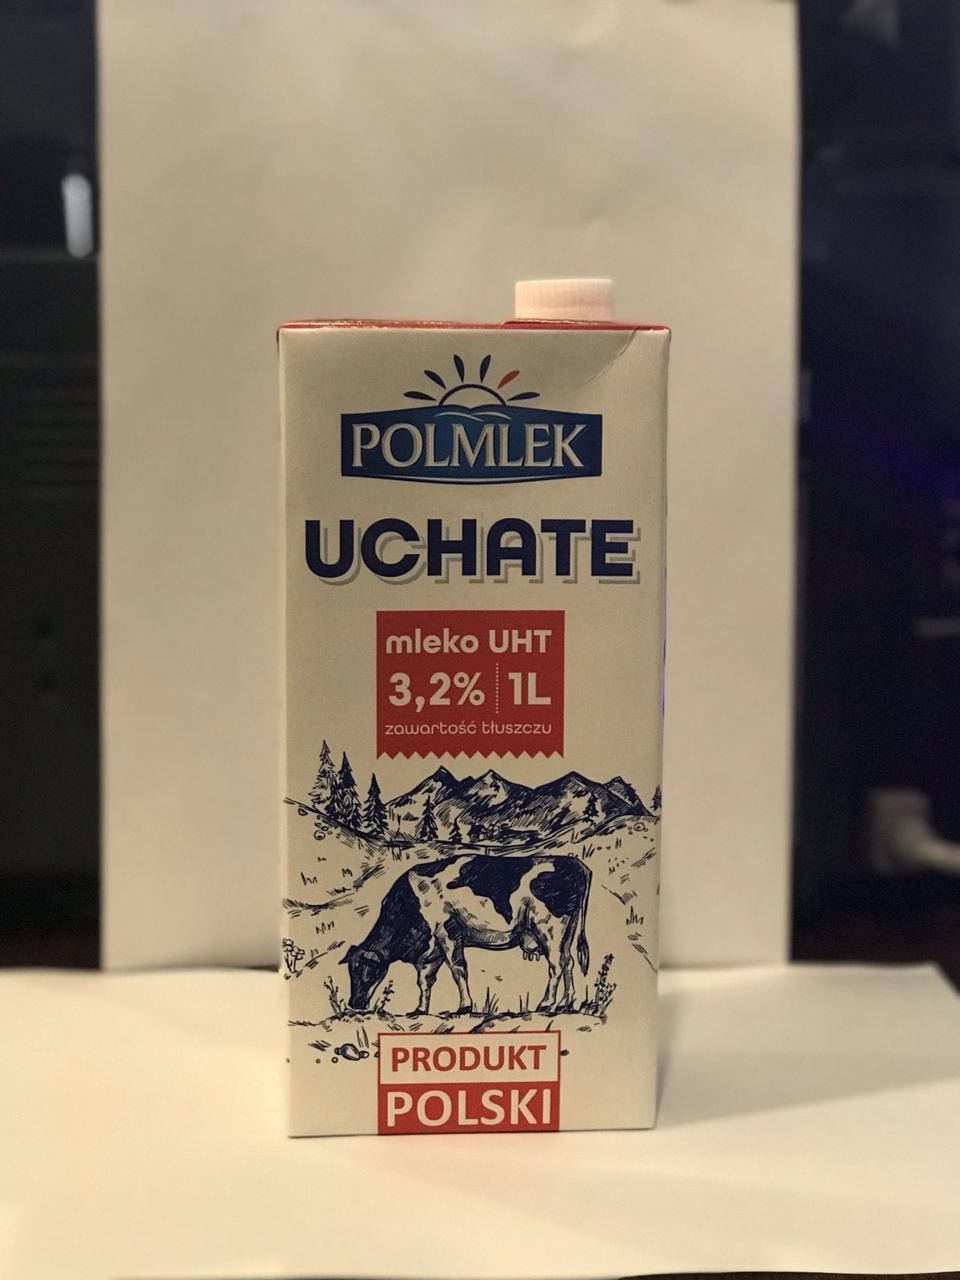 POLMLEK
UCHATE
mleko UHT
3,2% 1L
zawartość tłuszczu
PRODUKT
POLSKI